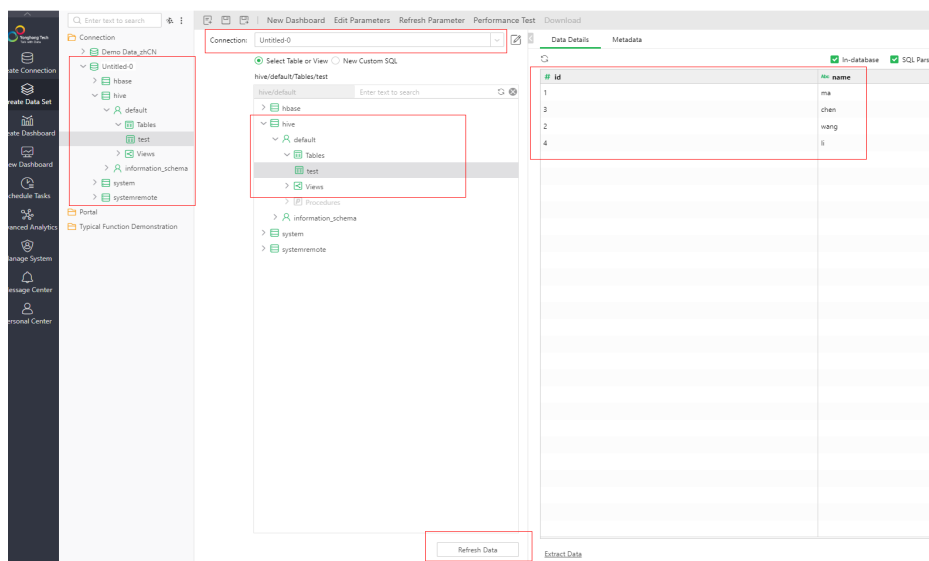 Yonghong Tech
eate Connection
reate Data Set
eate Dashboard
ew Dashboard
chedule Tasks
vanced Analytics
lanage System
lessage Center
ersonal Center
Enter text to search
Connection
Demo Data_zhCN
Untitled-0
hbase
hive
default
Tables
test
Views
information_schema
system
systemremote
Portal
Typical Function Demonstration
New Dashboard Edit Parameters Refresh Parameter Performance Test Download
Connection: Untitled-0
Select Table or View New Custom SQL
hive/default/Tables/test
hive/default Enter text to search
hbase
hive
default
Tables
test
Views
Procedures
information_schema
system
systemremote
Refresh Data
Data Details Metadata
In-database SQL Pars
# id Abc name
1 ma
3 chen
2 wang
4 li
Extract Data